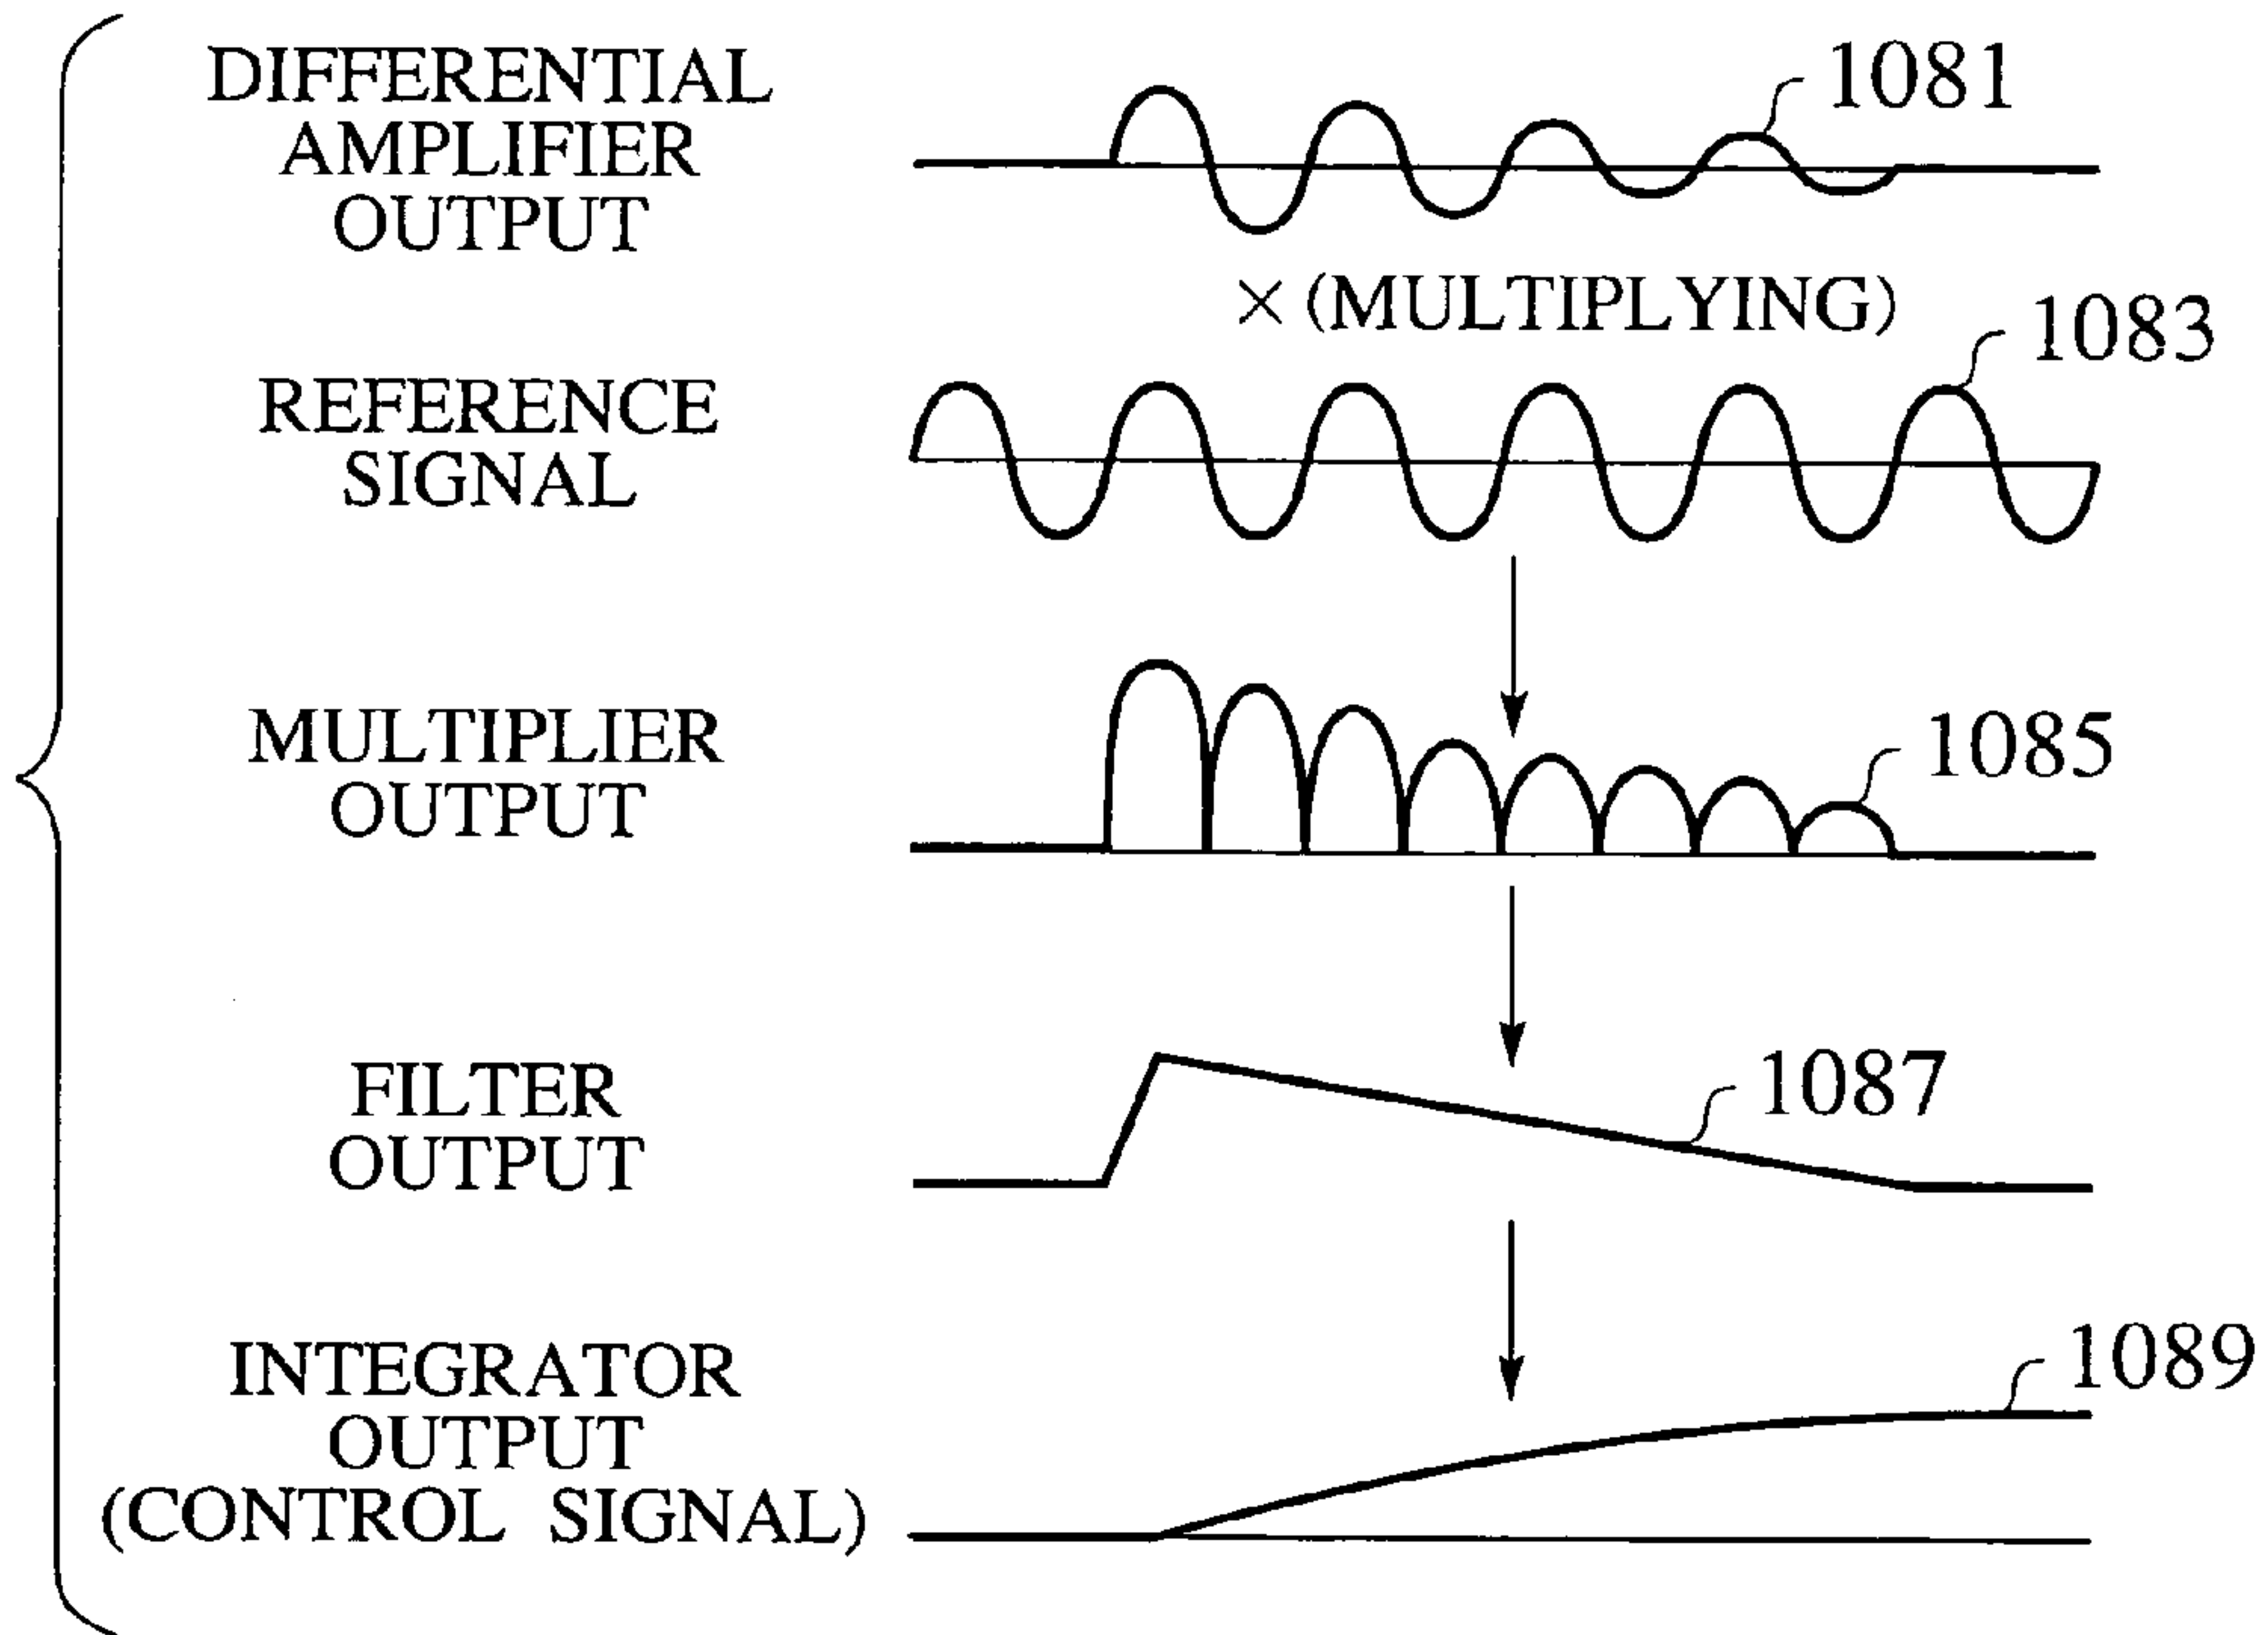 DIFFERENTIAL
AMPLIFIER
OUTPUT
1081
× (MULTIPLYING)
REFERENCE
SIGNAL
1083
MULTIPLIER
OUTPUT
1085
FILTER
OUTPUT
1087
INTEGRATOR
OUTPUT
(CONTROL SIGNAL)
1089